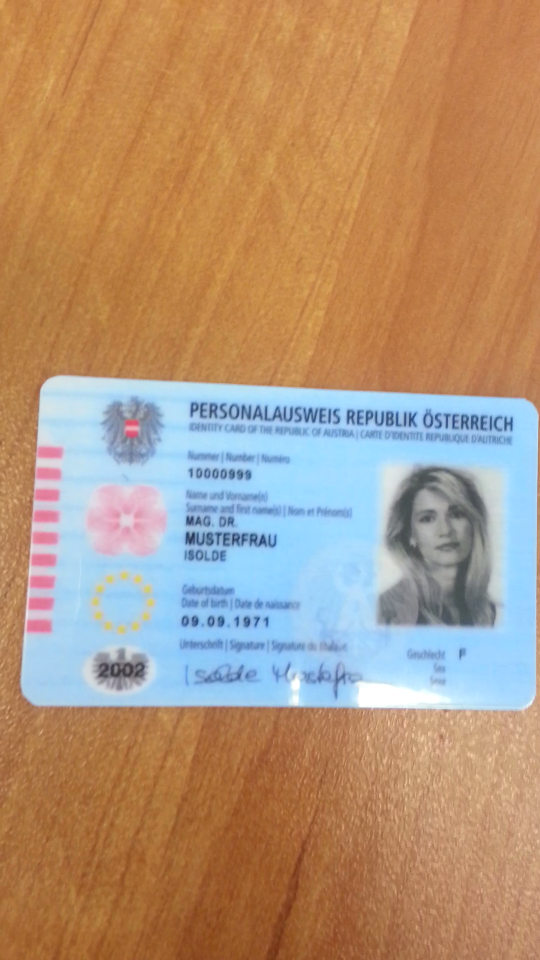 PERSONALAUSWEIS REPUBLIK ÖSTERREICH
IDENTITY CARD OF THE REPUBLIC OF AUSTRIA | CARTE D'IDENTITE REPUBLIQUE D'AUTRICHE
Nummer | Number | Numéro
10000999
Name und Vorname(n)
Surname and first name(s) | Nom et Prénom(s)
MAG. DR.
MUSTERFRAU
ISOLDE
Geburtsdatum
Date of birth | Date de naissance
09.09.1971
Unterschrift | Signature | Signature du titulaire
Isolde Musterfra
Geschlecht F
Sex
Sexe
2002